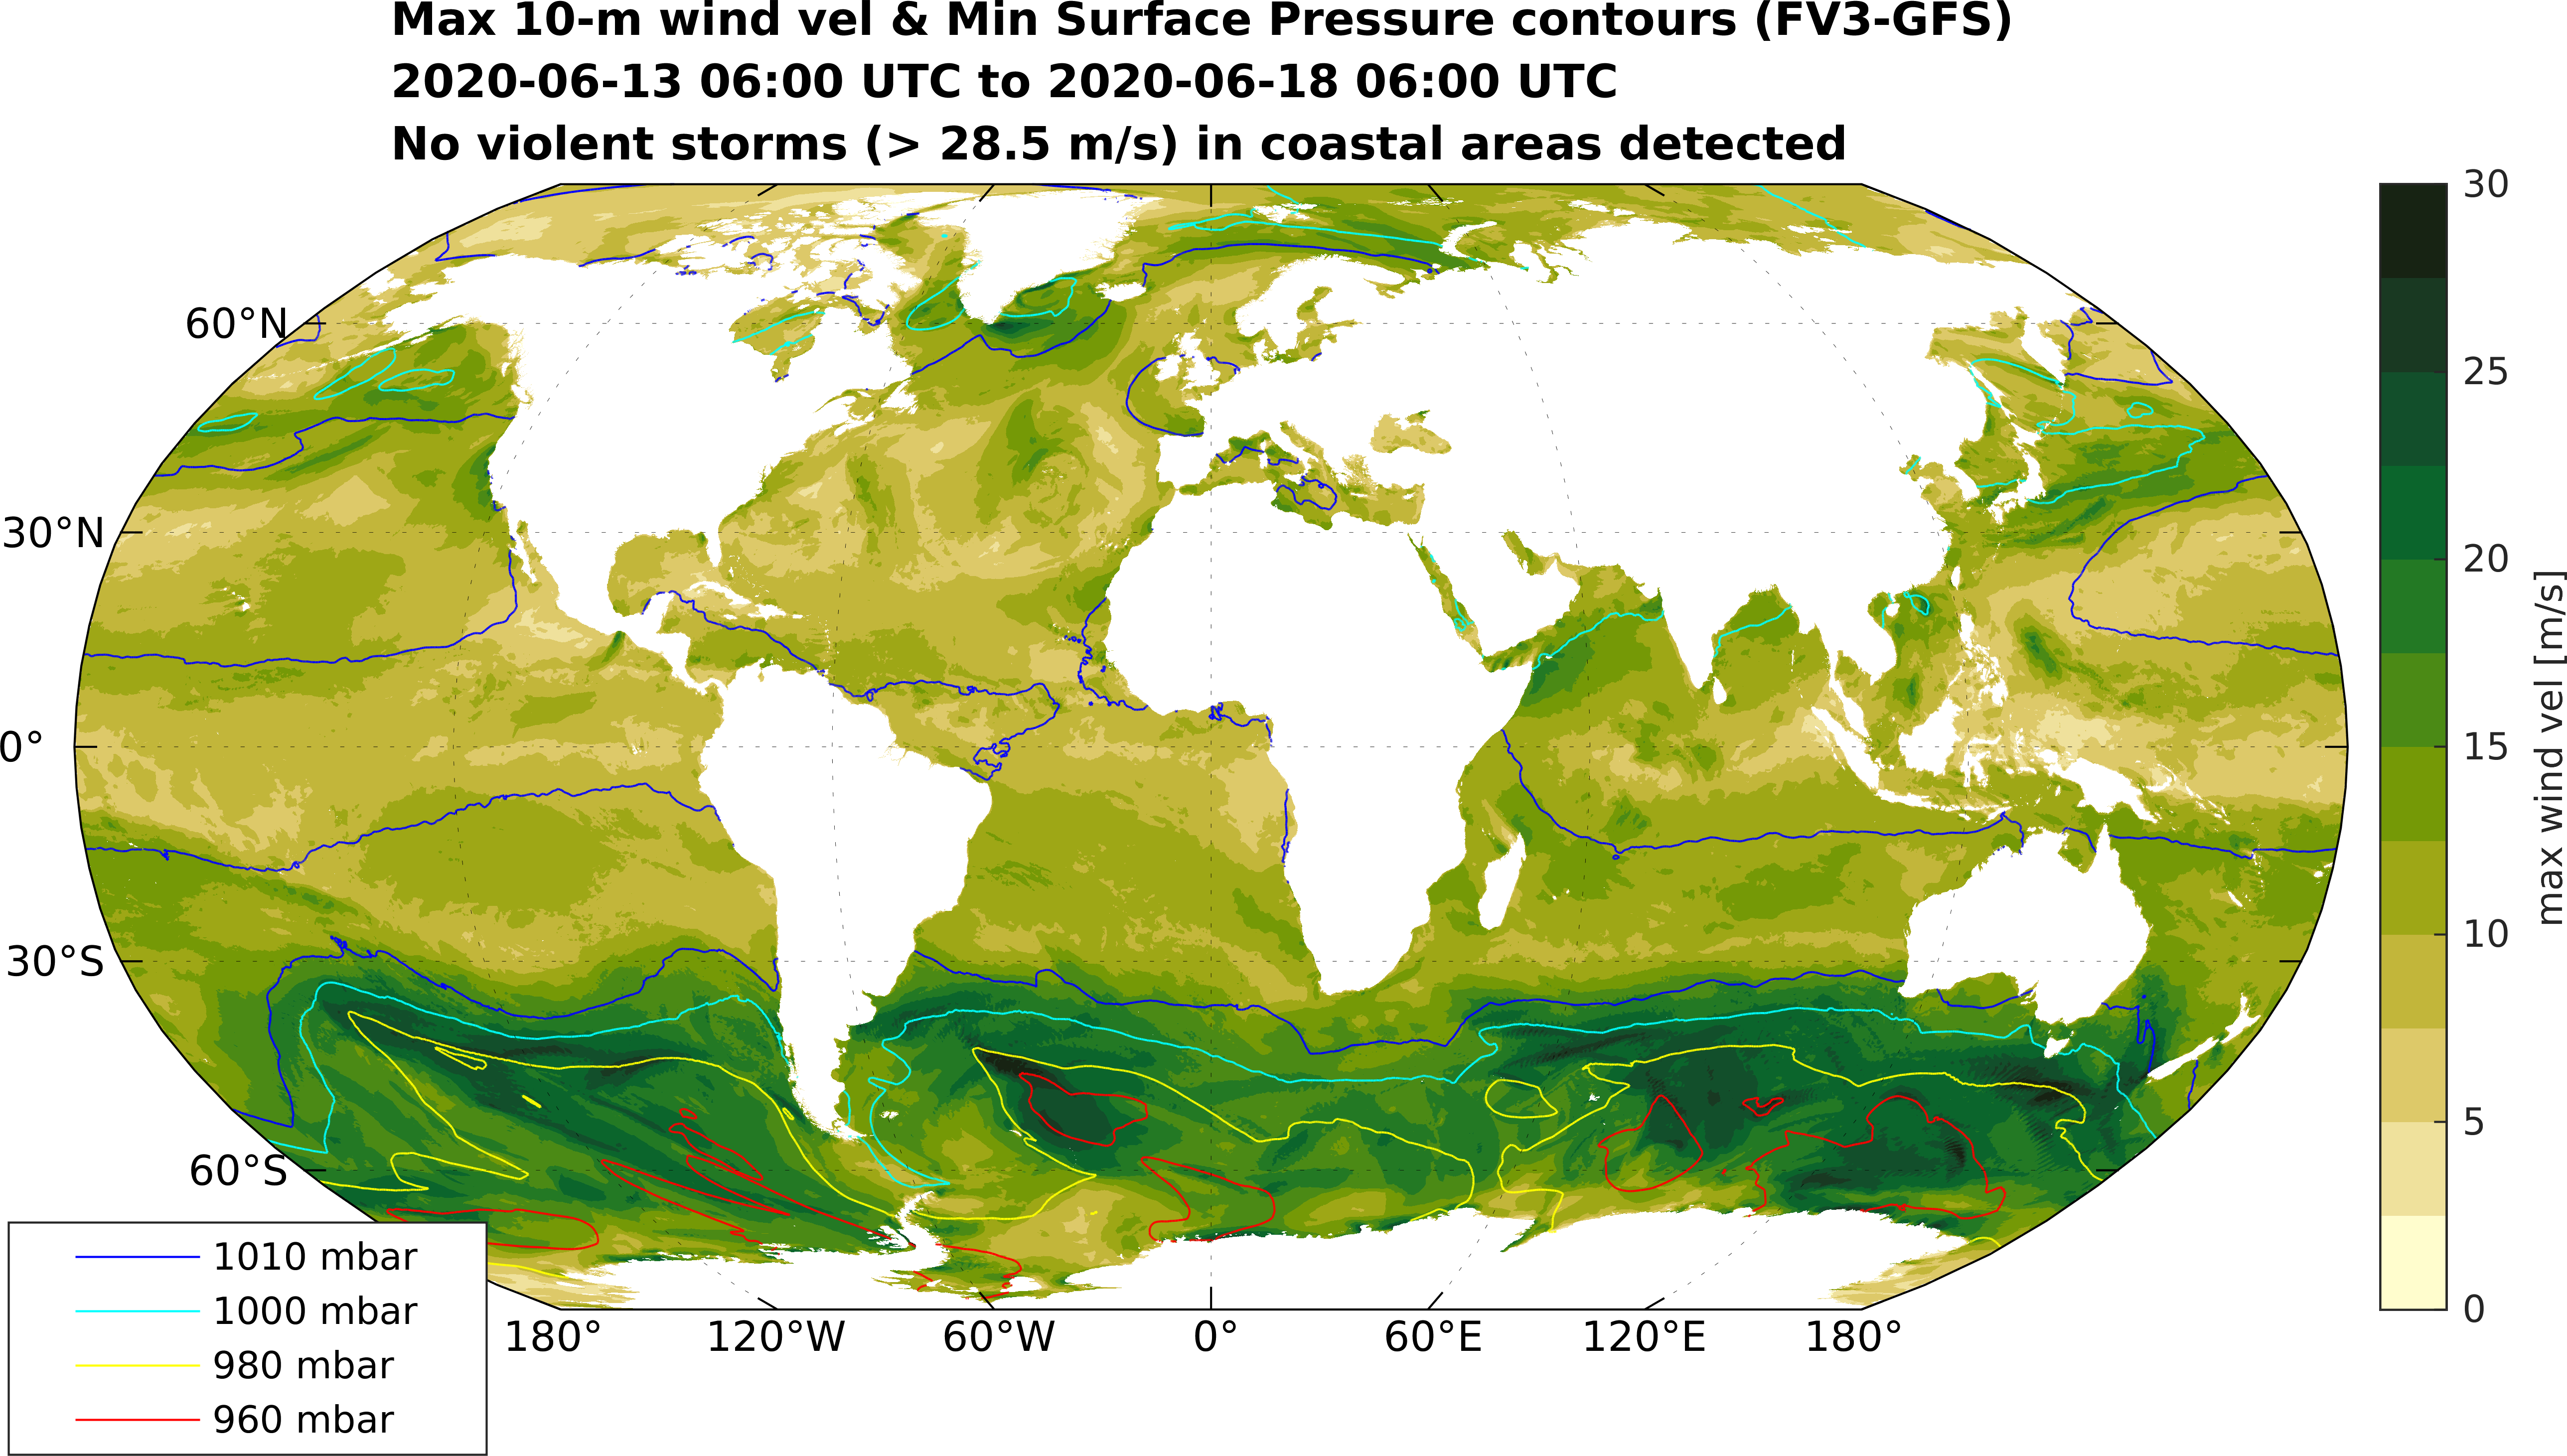 Max 10-m wind vel & Min Surface Pressure contours (FV3-GFS)
2020-06-13 06:00 UTC to 2020-06-18 06:00 UTC
No violent storms (> 28.5 m/s) in coastal areas detected
60°N
30°N
0°
30°S
60°S
180°
120°W
60°W
0°
60°E
120°E
180°
1010 mbar
1000 mbar
980 mbar
960 mbar
30
25
20
15
10
5
0
max wind vel [m/s]